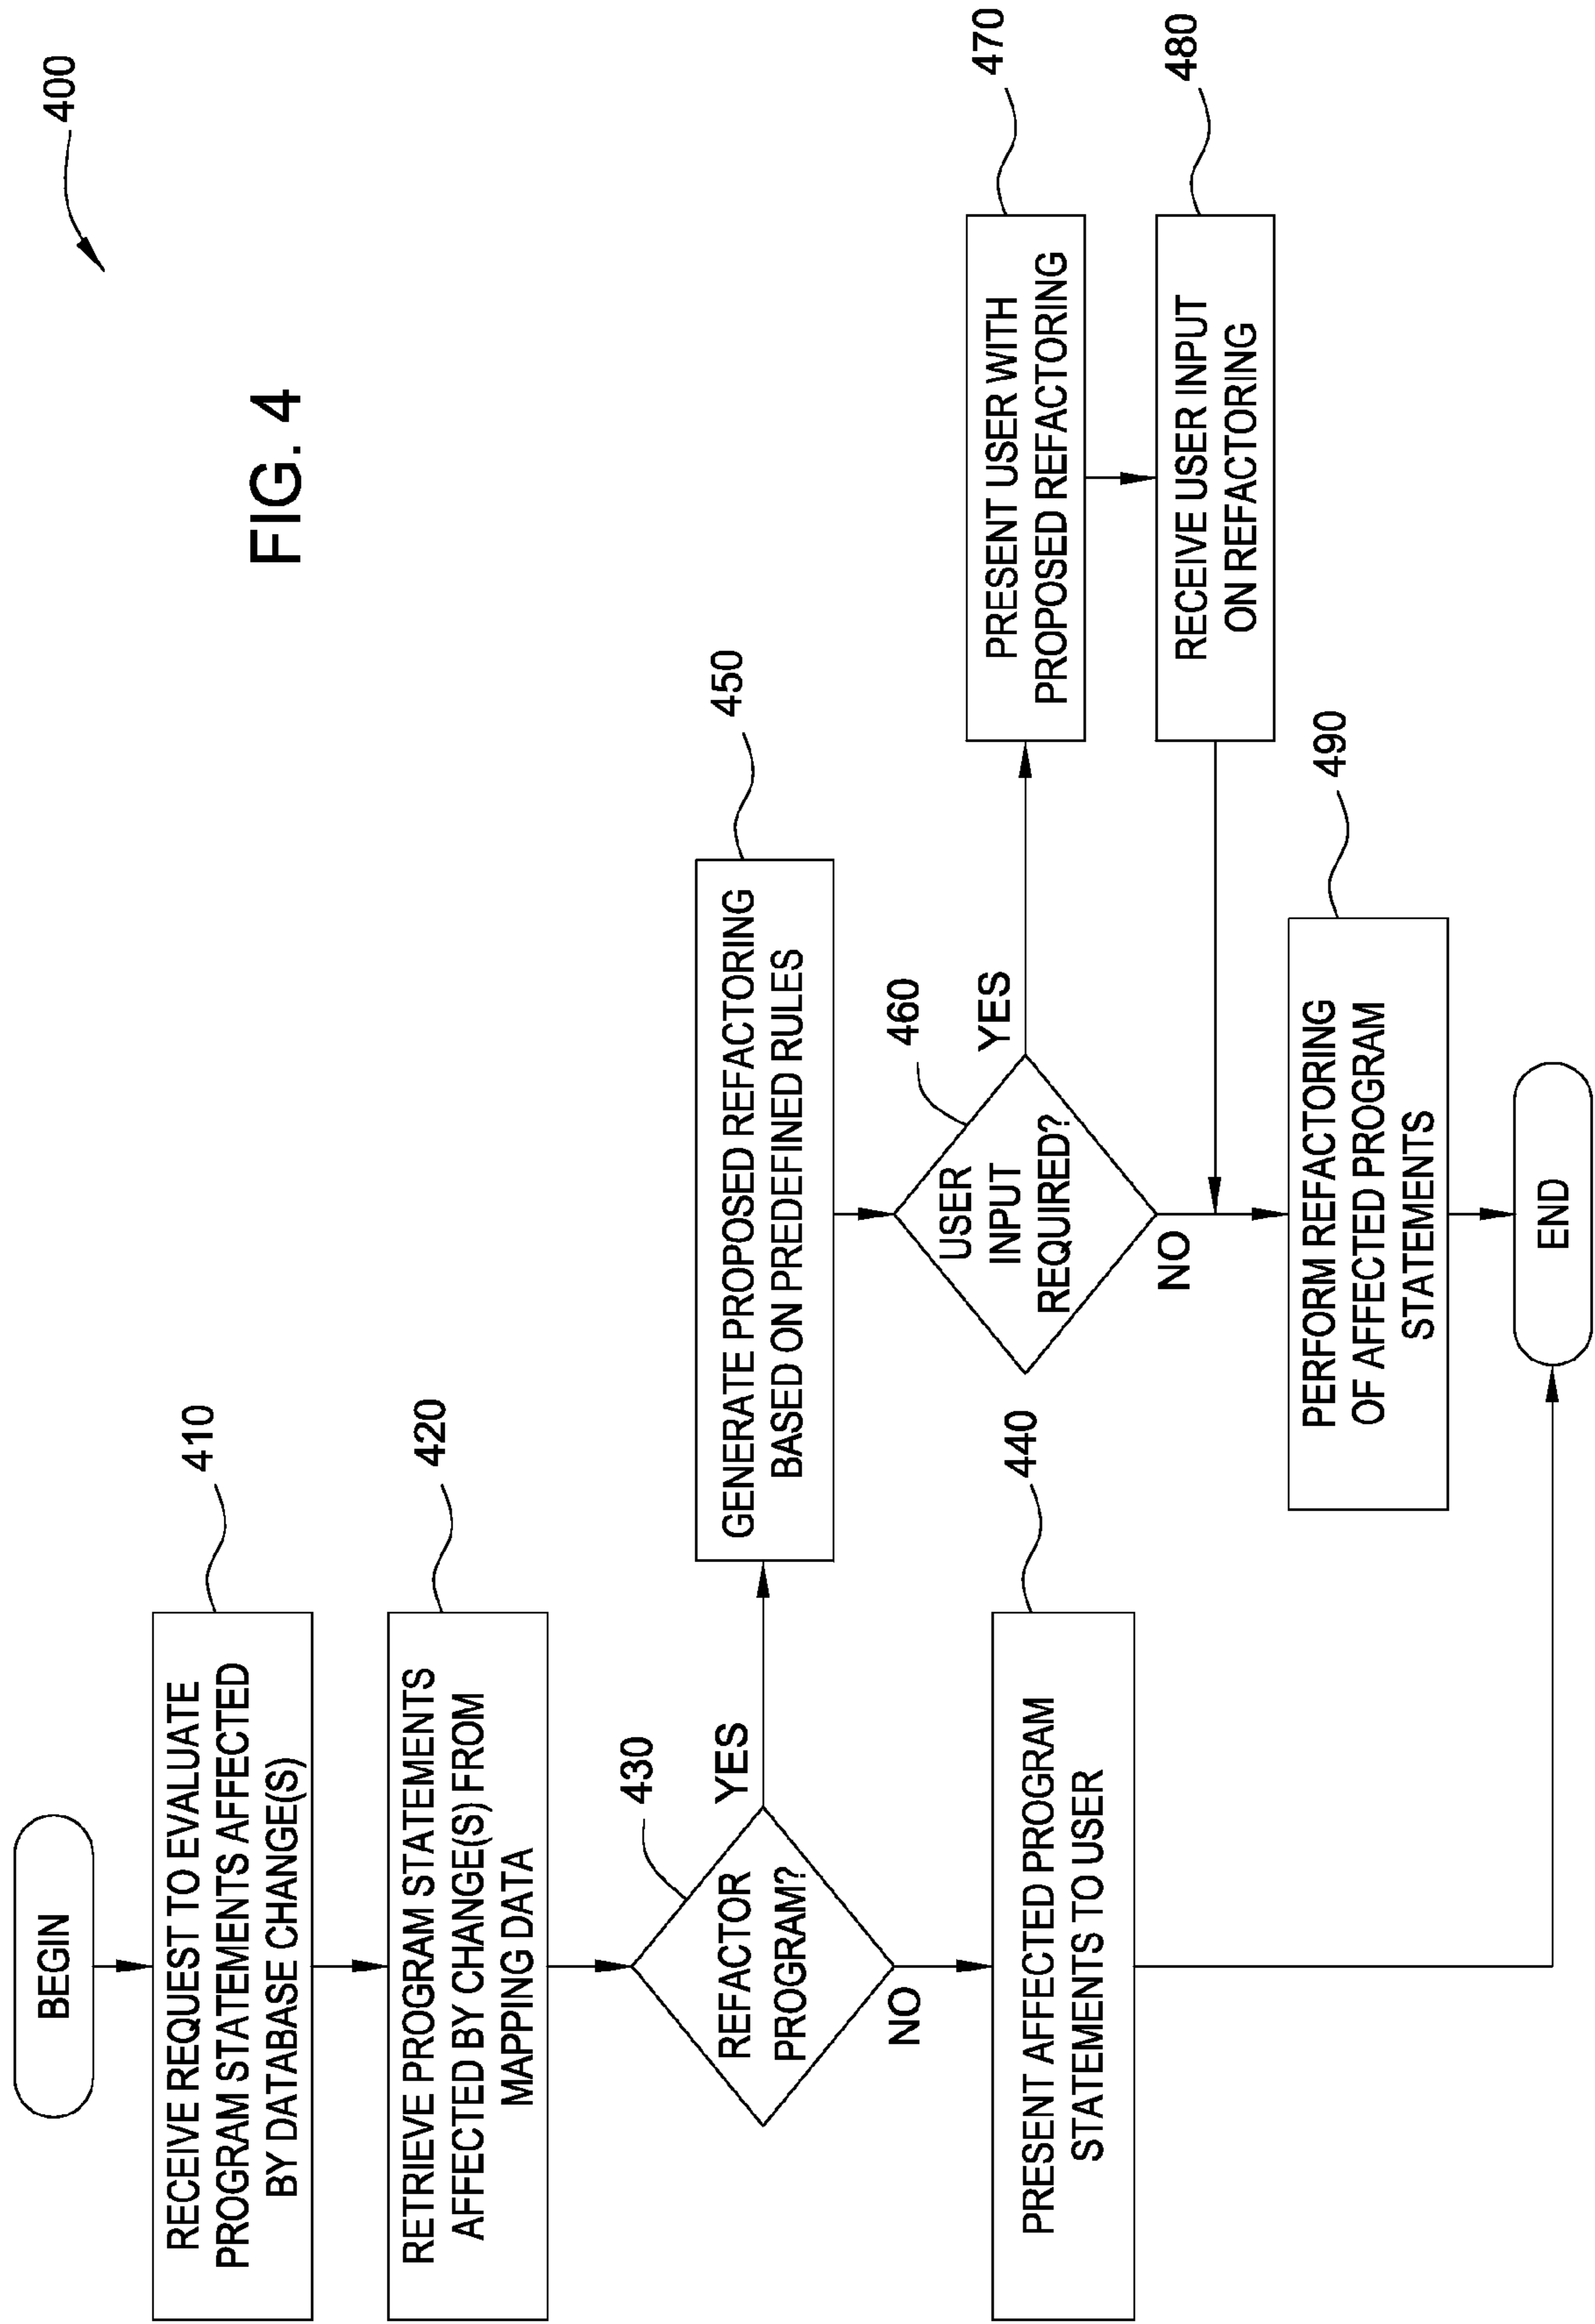 400
FIG. 4
BEGIN
410
RECEIVE REQUEST TO EVALUATE
PROGRAM STATEMENTS AFFECTED
BY DATABASE CHANGE(S)
420
RETRIEVE PROGRAM STATEMENTS
AFFECTED BY CHANGE(S) FROM
MAPPING DATA
430
REFACTOR
PROGRAM?
YES
NO
440
PRESENT AFFECTED PROGRAM
STATEMENTS TO USER
450
GENERATE PROPOSED REFACTORING
BASED ON PREDEFINED RULES
460
USER
INPUT
REQUIRED?
YES
NO
470
PRESENT USER WITH
PROPOSED REFACTORING
480
RECEIVE USER INPUT
ON REFACTORING
490
PERFORM REFACTORING
OF AFFECTED PROGRAM
STATEMENTS
END